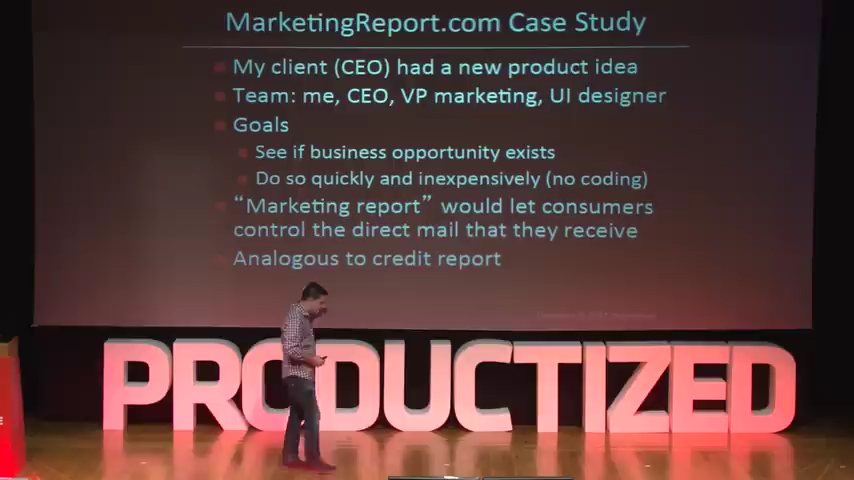 MarketingReport.com Case Study
My client (CEO) had a new product idea
Team: me, CEO, VP marketing, UI designer
Goals
See if business opportunity exists
Do so quickly and inexpensively (no coding)
“Marketing report” would let consumers
control the direct mail that they receive
Analogous to credit report
PRODUCTIZED